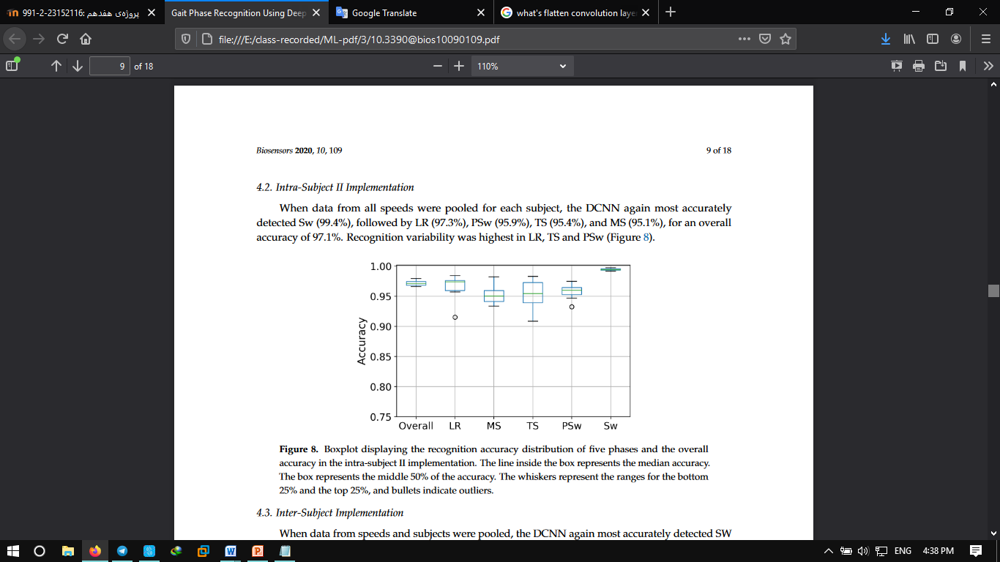 991-2-23152116: پروژه‌ی هفدهم
Gait Phase Recognition Using Deep
Google Translate
what's flatten convolution laye
file:///E:/class-recorded/ML-pdf/3/10.3390@bios10090109.pdf
9 of 18
110%
Biosensors 2020, 10, 109
9 of 18
4.2. Intra-Subject II Implementation
When data from all speeds were pooled for each subject, the DCNN again most accurately
detected Sw (99.4%), followed by LR (97.3%), PSw (95.9%), TS (95.4%), and MS (95.1%), for an overall
accuracy of 97.1%. Recognition variability was highest in LR, TS and PSw (Figure 8).
1.00
0.95
0.90
0.85
0.80
0.75
Accuracy
Overall LR MS TS PSw Sw
Figure 8. Boxplot displaying the recognition accuracy distribution of five phases and the overall
accuracy in the intra-subject II implementation. The line inside the box represents the median accuracy.
The box represents the middle 50% of the accuracy. The whiskers represent the ranges for the bottom
25% and the top 25%, and bullets indicate outliers.
4.3. Inter-Subject Implementation
When data from speeds and subjects were pooled, the DCNN again most accurately detected SW
ENG
4:38 PM